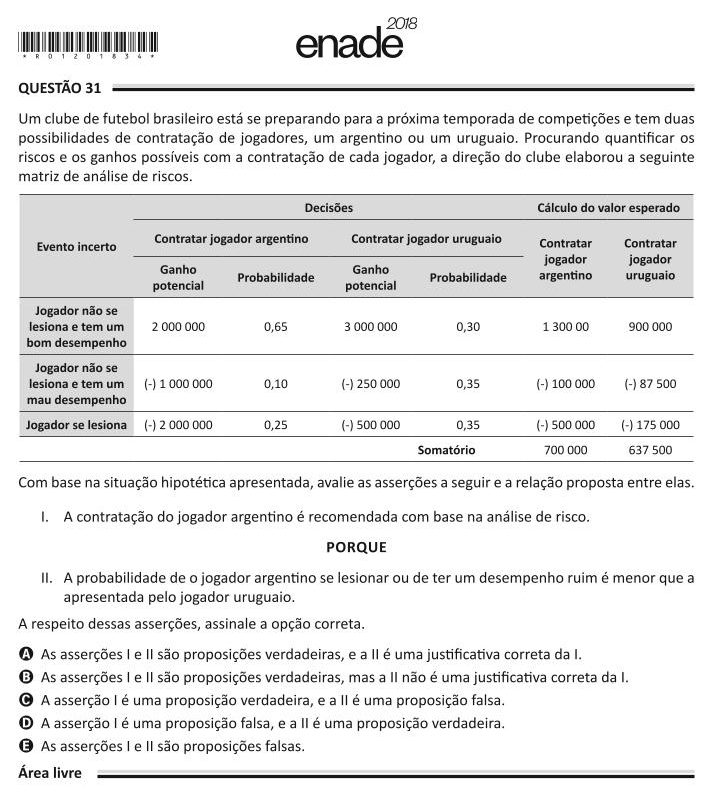 2018
enade
* R 0 1 2 0 1 8 3 4 *
QUESTÃO 31
Um clube de futebol brasileiro está se preparando para a próxima temporada de competições e tem duas
possibilidades de contratação de jogadores, um argentino ou um uruguaio. Procurando quantificar os
riscos e os ganhos possíveis com a contratação de cada jogador, a direção do clube elaborou a seguinte
matriz de análise de riscos.
Evento incerto
Decisões
Cálculo do valor esperado
Contratar jogador argentino
Contratar jogador uruguaio
Contratar
jogador
argentino
Contratar
jogador
uruguaio
Ganho
potencial
Probabilidade
Ganho
potencial
Probabilidade
Jogador não se
lesiona e tem um
bom desempenho
2 000 000 0,65 3 000 000 0,30 1 300 00 900 000
Jogador não se
lesiona e tem um
mau desempenho
(-) 1 000 000 0,10 (-) 250 000 0,35 (-) 100 000 (-) 87 500
Jogador se lesiona (-) 2 000 000 0,25 (-) 500 000 0,35 (-) 500 000 (-) 175 000
Somatório 700 000 637 500
Com base na situação hipotética apresentada, avalie as asserções a seguir e a relação proposta entre elas.
I. A contratação do jogador argentino é recomendada com base na análise de risco.
PORQUE
II. A probabilidade de o jogador argentino se lesionar ou de ter um desempenho ruim é menor que a
apresentada pelo jogador uruguaio.
A respeito dessas asserções, assinale a opção correta.
A As asserções I e II são proposições verdadeiras, e a II é uma justificativa correta da I.
B As asserções I e II são proposições verdadeiras, mas a II não é uma justificativa correta da I.
C A asserção I é uma proposição verdadeira, e a II é uma proposição falsa.
D A asserção I é uma proposição falsa, e a II é uma proposição verdadeira.
E As asserções I e II são proposições falsas.
Área livre